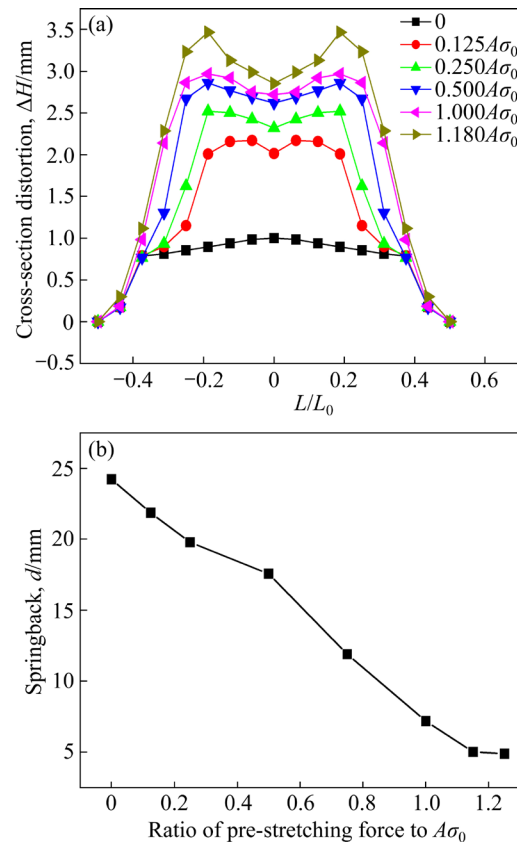 (a)
0
0.125Aσ0
0.250Aσ0
0.500Aσ0
1.000Aσ0
1.180Aσ0
Cross-section distortion, ΔH/mm
3.5
3.0
2.5
2.0
1.5
1.0
0.5
0
−0.5
−0.4
−0.2
0
0.2
0.4
0.6
L/L0
(b)
Springback, d/mm
25
20
15
10
5
0
0.2
0.4
0.6
0.8
1.0
1.2
Ratio of pre-stretching force to Aσ0